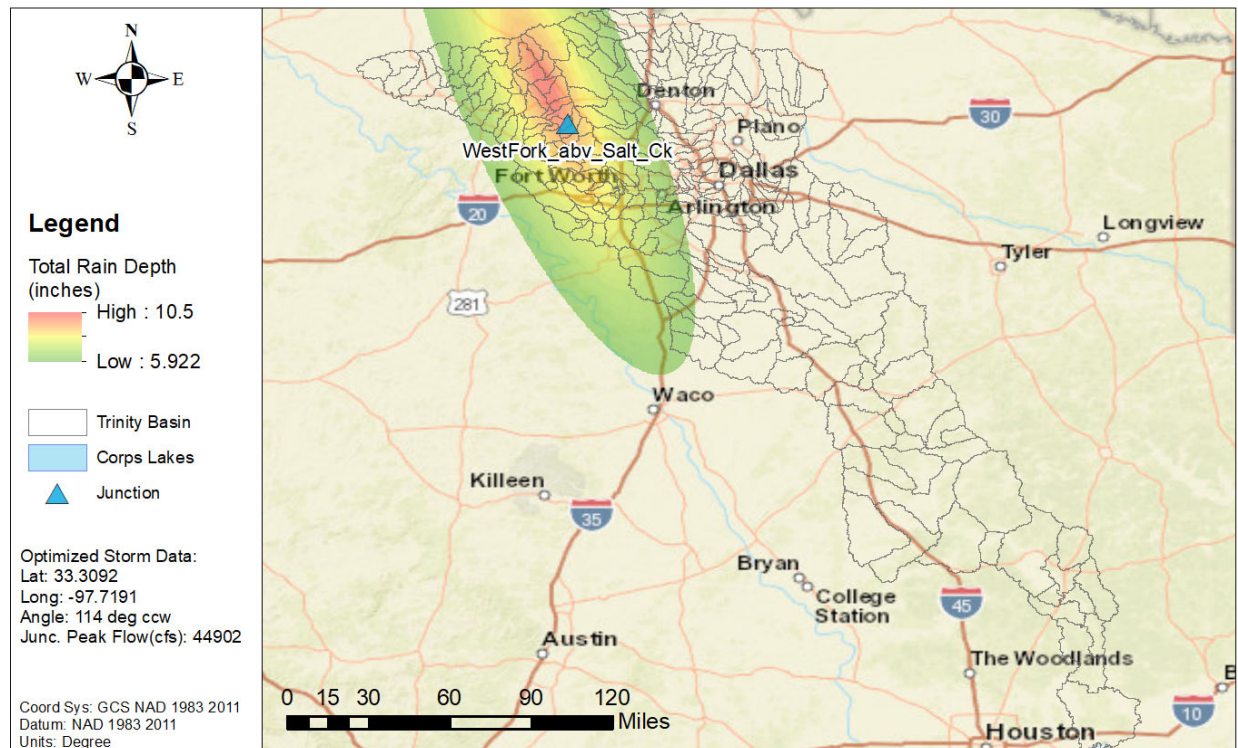 N
W
E
S
Legend
Total Rain Depth
(inches)
High : 10.5
Low : 5.922
Trinity Basin
Corps Lakes
Junction
Optimized Storm Data:
Lat: 33.3092
Long: -97.7191
Angle: 114 deg ccw
Junc. Peak Flow(cfs): 44902
Coord Sys: GCS NAD 1983 2011
Datum: NAD 1983 2011
Units: Degree
Denton
30
Plano
WestFork_abv_Salt_Ck
Fort Worth
Dallas
20
Arlington
Longview
Tyler
281
Waco
Killeen
35
Bryan
College
Station
45
Austin
The Woodlands
B
10
Houston
0 15 30 60 90 120
Miles